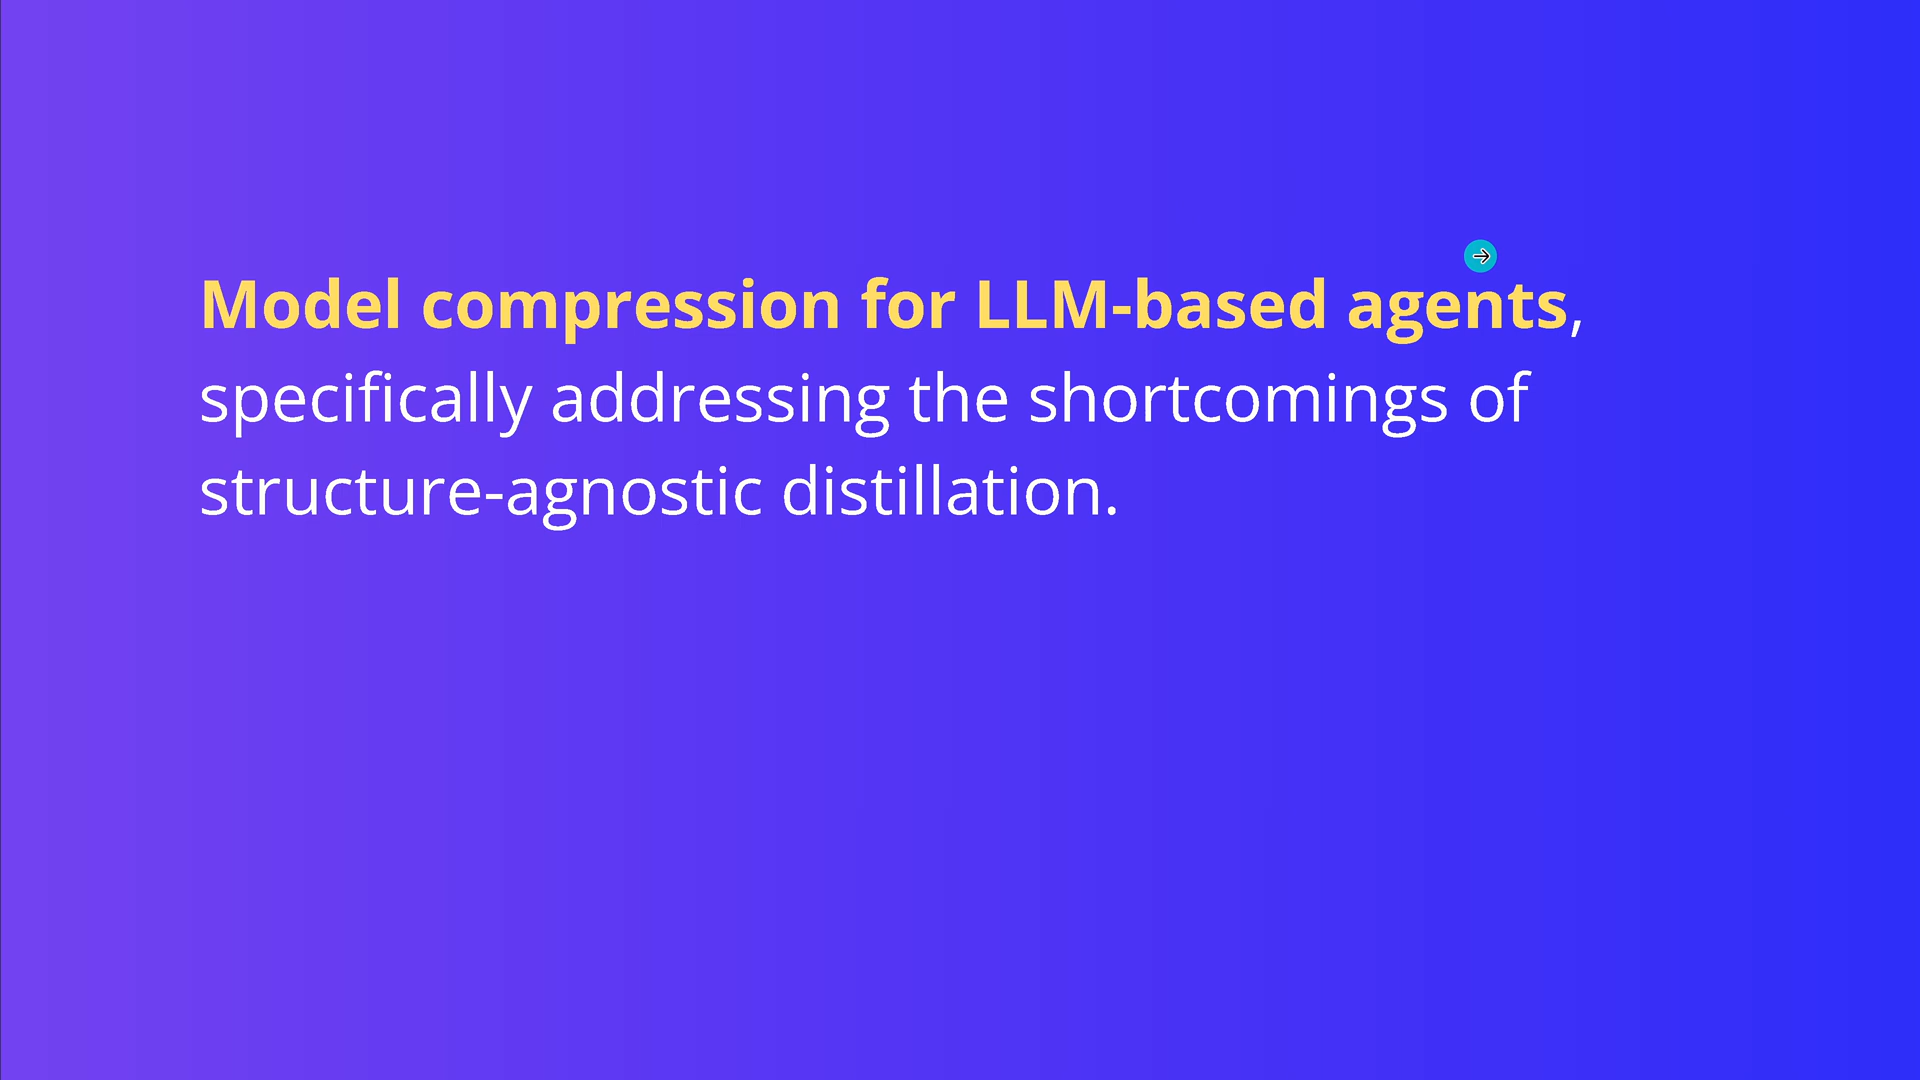 Model compression for LLM-based agents,
specifically addressing the shortcomings of
structure-agnostic distillation.